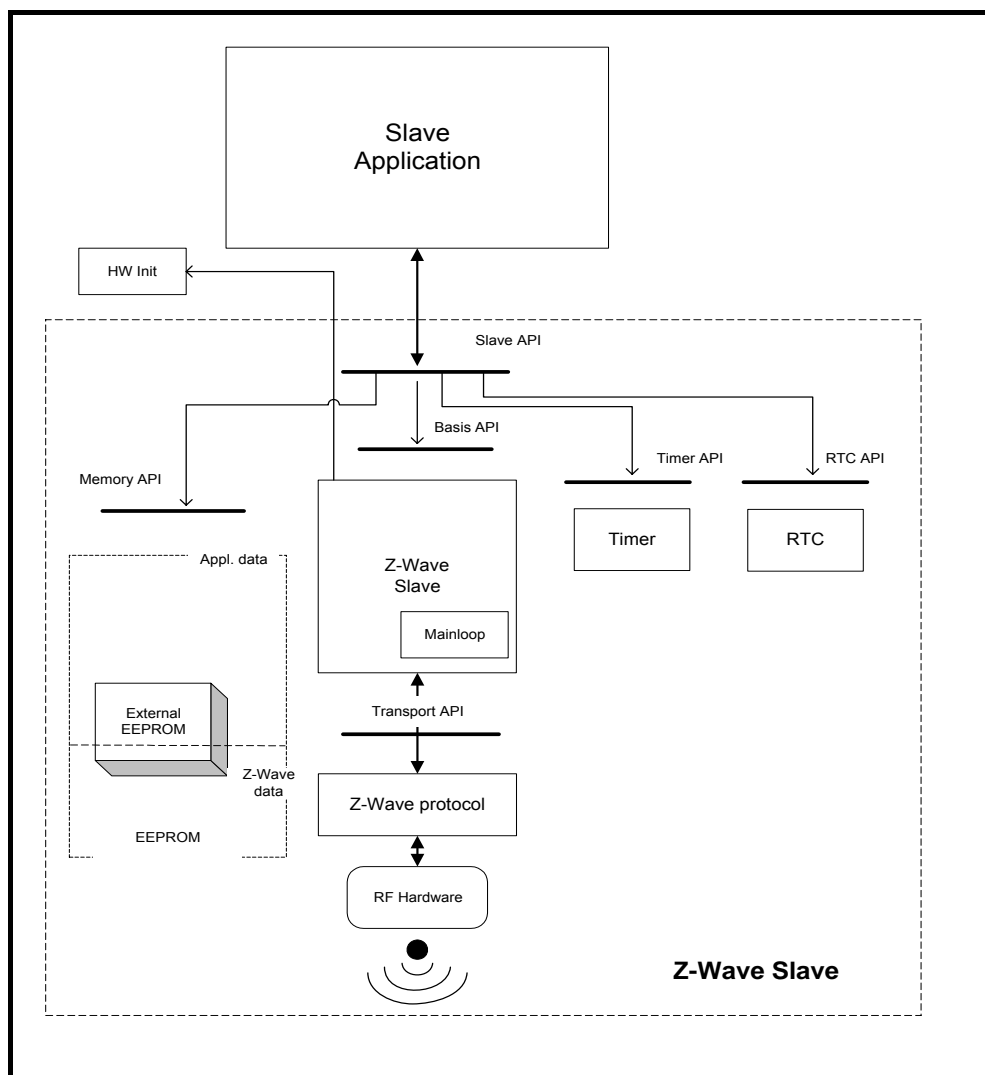 Slave
Application
HW Init
Slave API
Basis API
Timer API
RTC API
Memory API
Timer
RTC
Appl. data
Z-Wave
Slave
Mainloop
External
EEPROM
Transport API
Z-Wave
data
Z-Wave protocol
EEPROM
RF Hardware
Z-Wave Slave